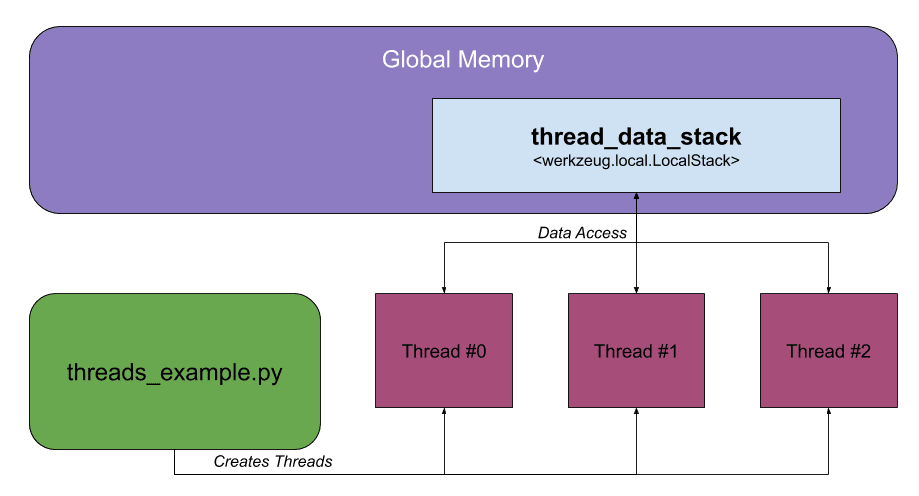 Global Memory
thread_data_stack
<werkzeug.local.LocalStack>
Data Access
threads_example.py
Thread #0
Thread #1
Thread #2
Creates Threads